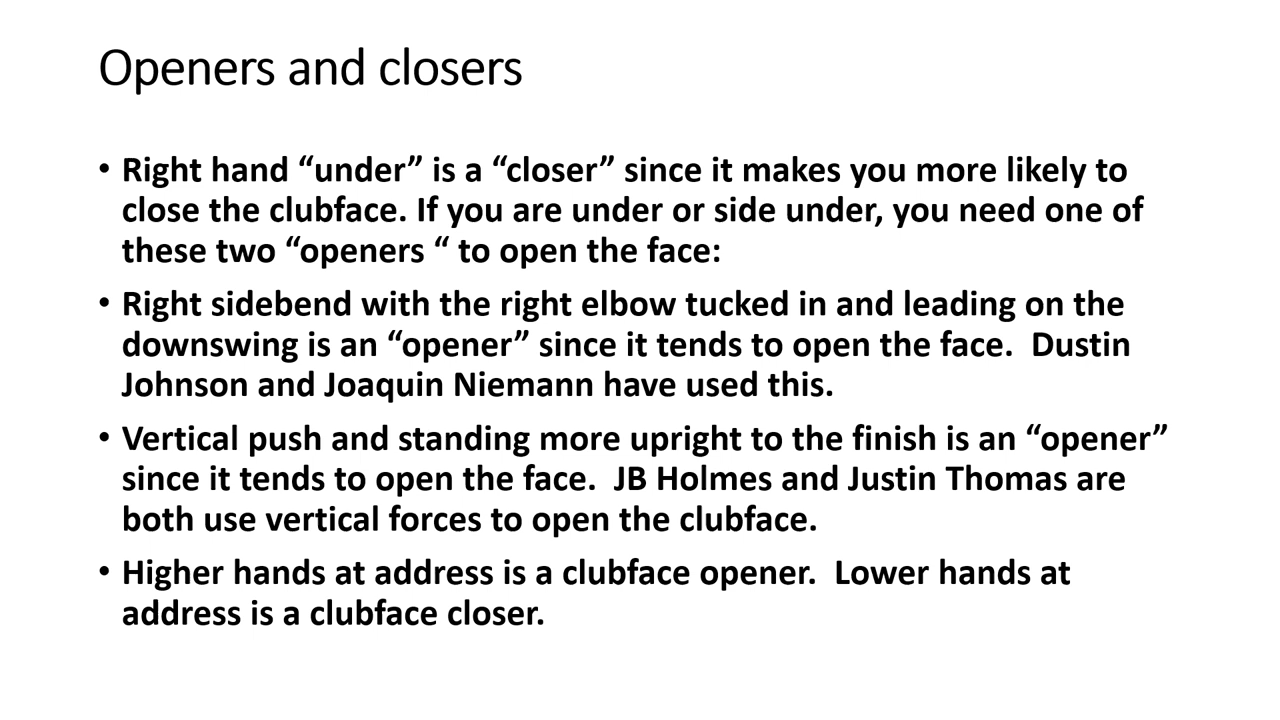 Openers and closers
• Right hand “under” is a “closer” since it makes you more likely to
close the clubface. If you are under or side under, you need one of
these two “openers “ to open the face:
• Right sidebend with the right elbow tucked in and leading on the
downswing is an “opener” since it tends to open the face.  Dustin
Johnson and Joaquin Niemann have used this.
• Vertical push and standing more upright to the finish is an “opener”
since it tends to open the face.  JB Holmes and Justin Thomas are
both use vertical forces to open the clubface.
• Higher hands at address is a clubface opener.  Lower hands at
address is a clubface closer.